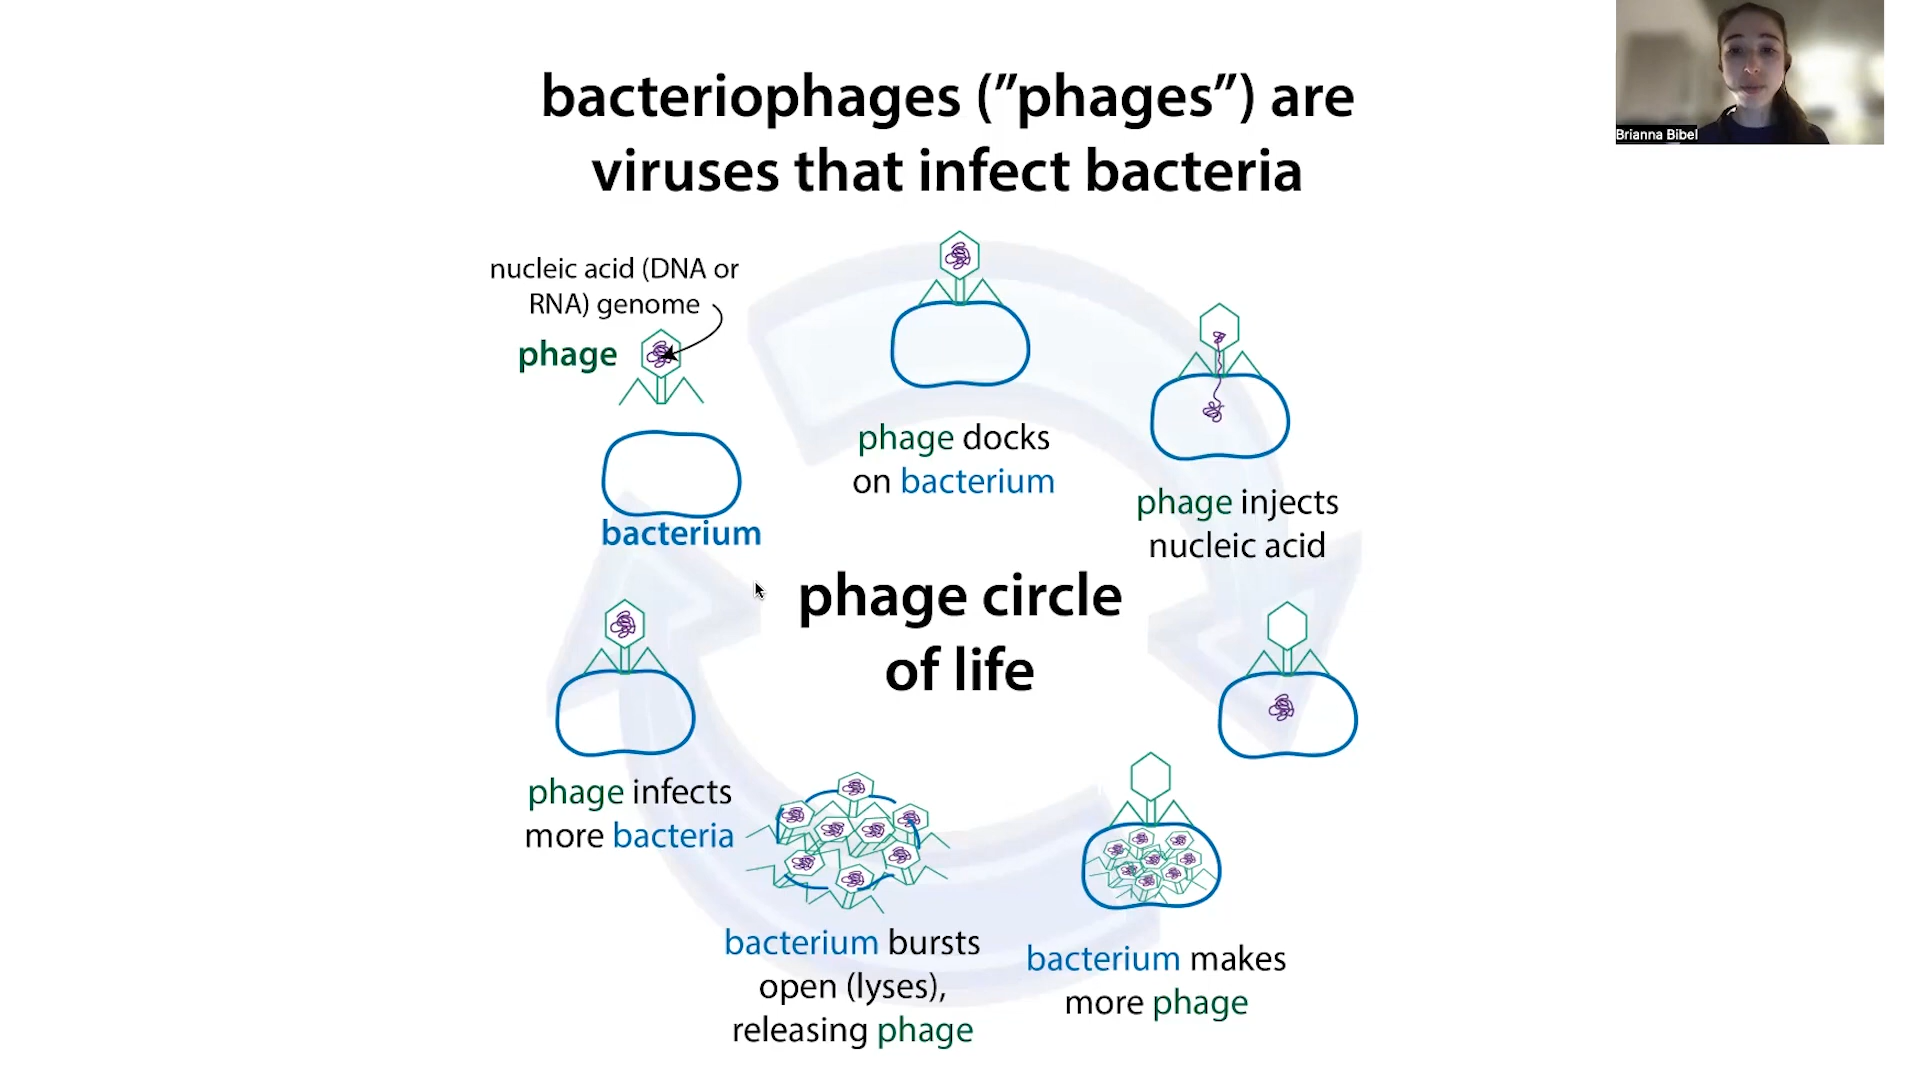 bacteriophages (”phages”) are
viruses that infect bacteria
Brianna Bibel
nucleic acid (DNA or
RNA) genome
phage
bacterium
phage docks
on bacterium
phage injects
nucleic acid
phage circle
of life
phage infects
more bacteria
bacterium bursts
open (lyses),
releasing phage
bacterium makes
more phage